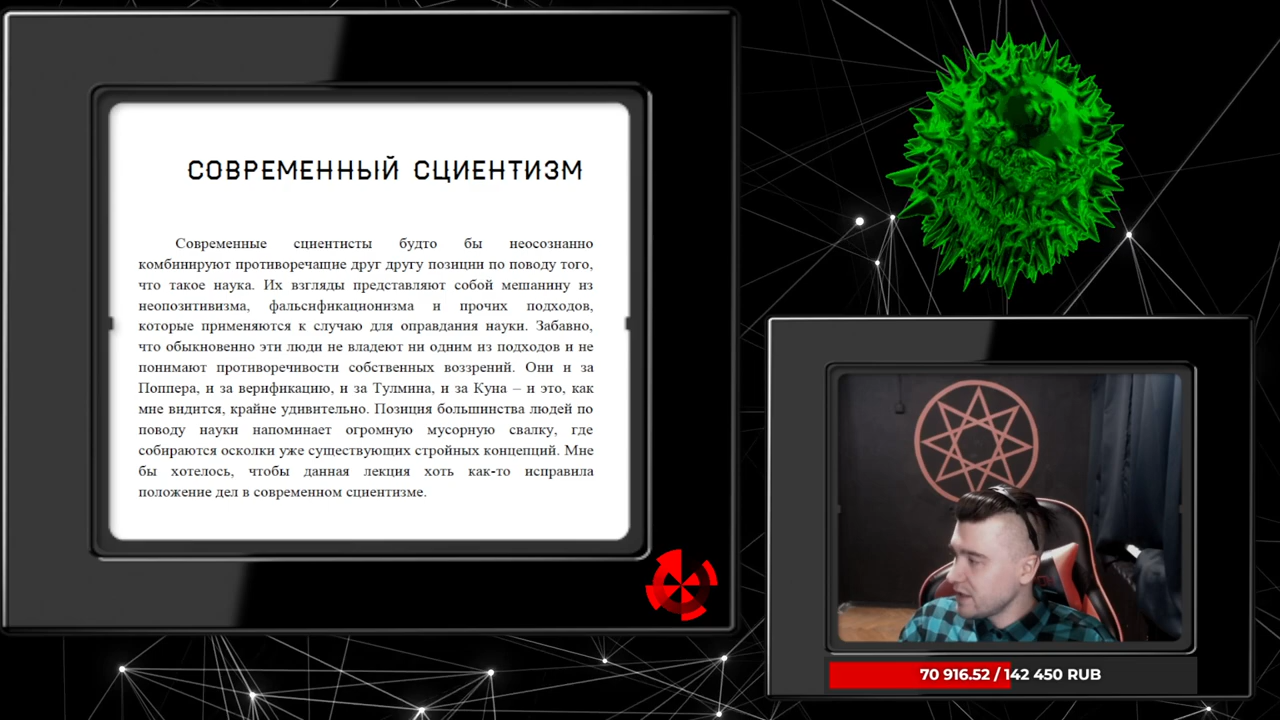 СОВРЕМЕННЫЙ СЦИЕНТИЗМ
Современные сциентисты будто бы неосознанно
комбинируют противоречащие друг другу позиции по поводу того,
что такое наука. Их взгляды представляют собой мешанину из
неопозитивизма, фальсификационизма и прочих подходов,
которые применяются к случаю для оправдания науки. Забавно,
что обыкновенно эти люди не владеют ни одним из подходов и не
понимают противоречивости собственных воззрений. Они и за
Поппера, и за верификацию, и за Тулмина, и за Куна – и это, как
мне видится, крайне удивительно. Позиция большинства людей по
поводу науки напоминает огромную мусорную свалку, где
собираются осколки уже существующих стройных концепций. Мне
бы хотелось, чтобы данная лекция хоть как-то исправила
положение дел в современном сциентизме.
70 916.52 / 142 450 RUB